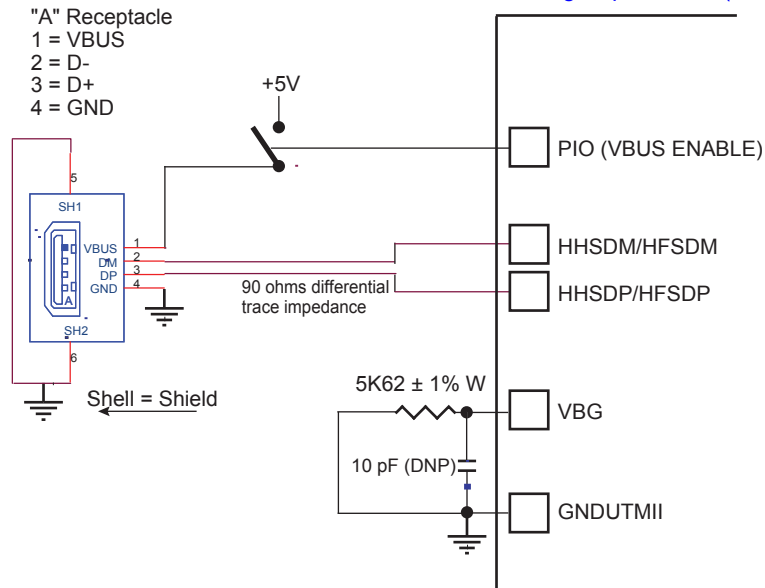 "A" Receptacle
1 = VBUS
2 = D-
3 = D+
4 = GND
+5V
PIO (VBUS ENABLE)
5
SH1
VBUS
1
DM
2
DP
3
GND
4
A
SH2
6
HHSDM/HFSDM
90 ohms differential
trace impedance
HHSDP/HFSDP
Shell = Shield
5K62 ± 1% W
VBG
10 pF (DNP)
GNDUTMII